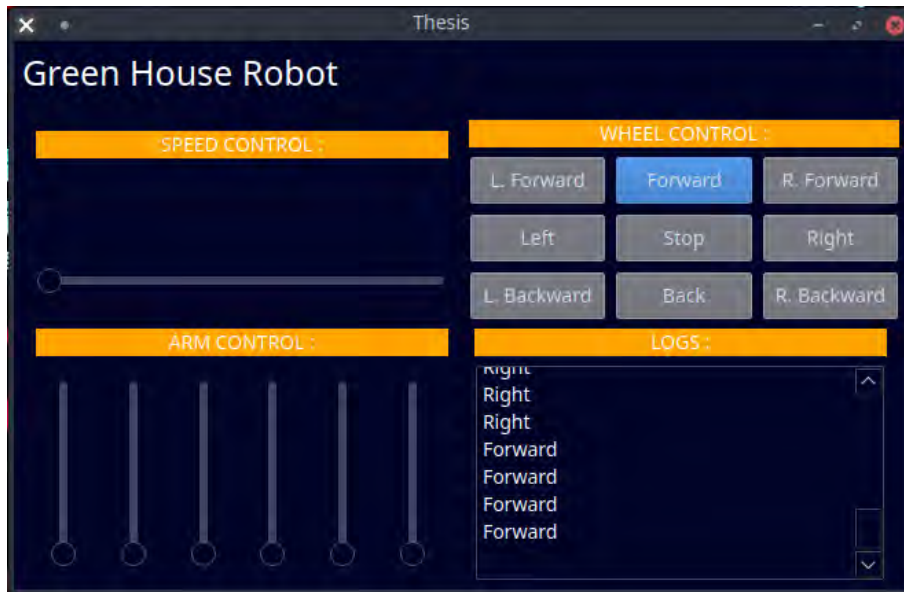 Thesis
Green House Robot
SPEED CONTROL :
WHEEL CONTROL :
L. Forward
Forward
R. Forward
Left
Stop
Right
L. Backward
Back
R. Backward
ARM CONTROL :
LOGS :
Right
Right
Right
Forward
Forward
Forward
Forward